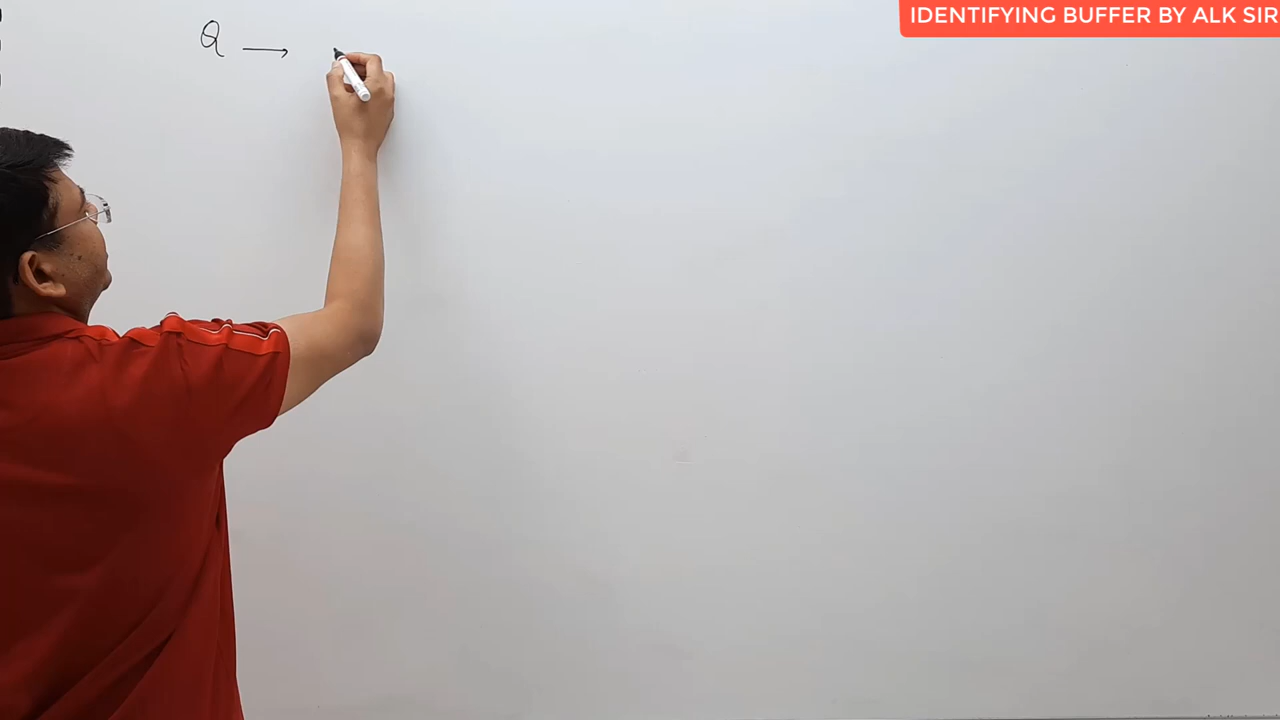 IDENTIFYING BUFFER BY ALK SIR
Q →